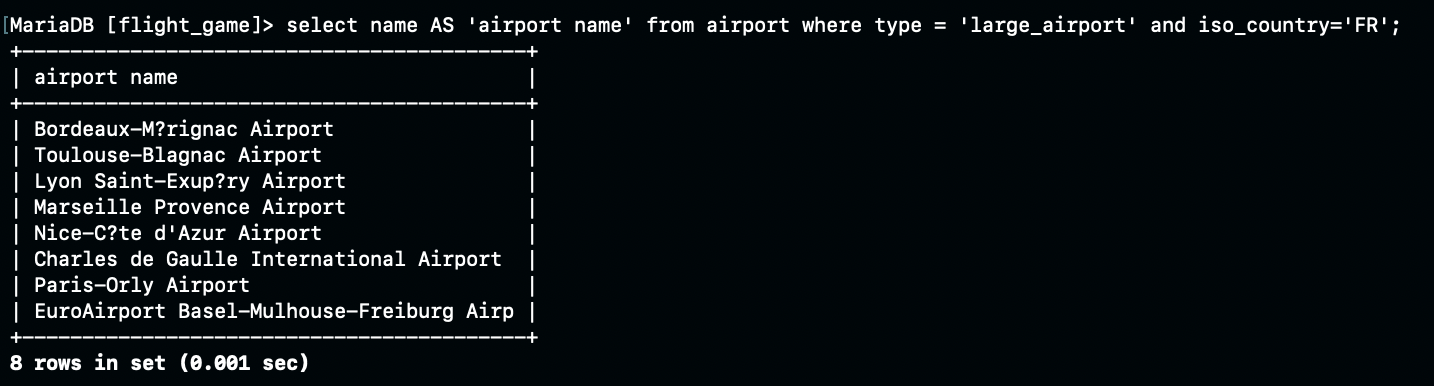 [MariaDB [flight_game]> select name AS 'airport name' from airport where type = 'large_airport' and iso_country='FR';
+------------------------------------------+
| airport name                             |
+------------------------------------------+
| Bordeaux-M?rignac Airport                |
| Toulouse-Blagnac Airport                 |
| Lyon Saint-Exup?ry Airport               |
| Marseille Provence Airport               |
| Nice-C?te d'Azur Airport                 |
| Charles de Gaulle International Airport  |
| Paris-Orly Airport                       |
| EuroAirport Basel-Mulhouse-Freiburg Airp |
+------------------------------------------+
8 rows in set (0.001 sec)